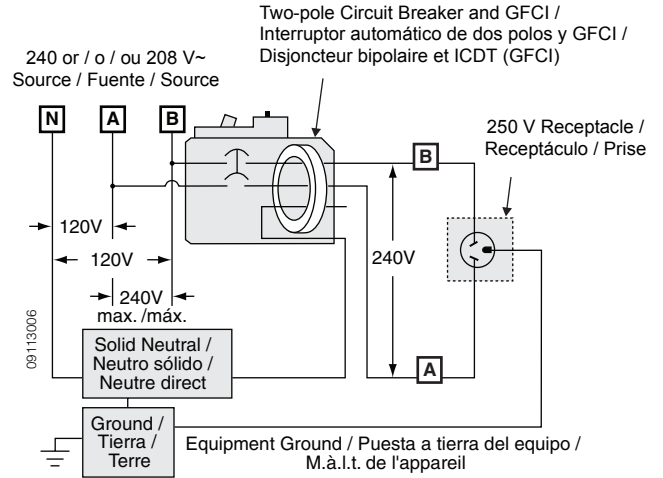 Two-pole Circuit Breaker and GFCI /
Interruptor automático de dos polos y GFCI /
Disjoncteur bipolaire et ICDT (GFCI)
240 or / o / ou 208 V~
Source / Fuente / Source
N
A
B
250 V Receptacle /
Receptáculo / Prise
B
120V
120V
240V
240V
max. /máx.
A
09113006
Solid Neutral /
Neutro sólido /
Neutre direct
Ground /
Tierra /
Terre
Equipment Ground / Puesta a tierra del equipo /
M.à.l.t. de l'appareil